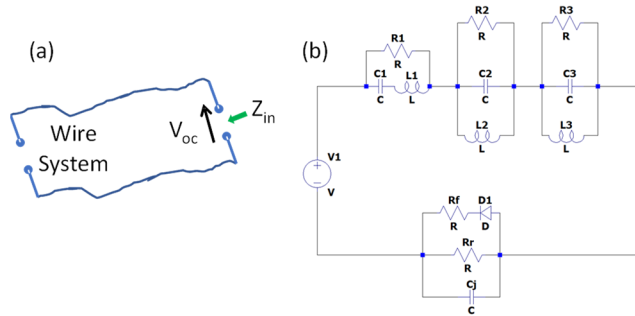 (a)
Wire
System
Voc
Zin
(b)
R1
R
C1
C
L1
L
R2
R
C2
C
L2
L
R3
R
C3
C
L3
L
V1
V
Rf
R
D1
D
Rr
R
Cj
C